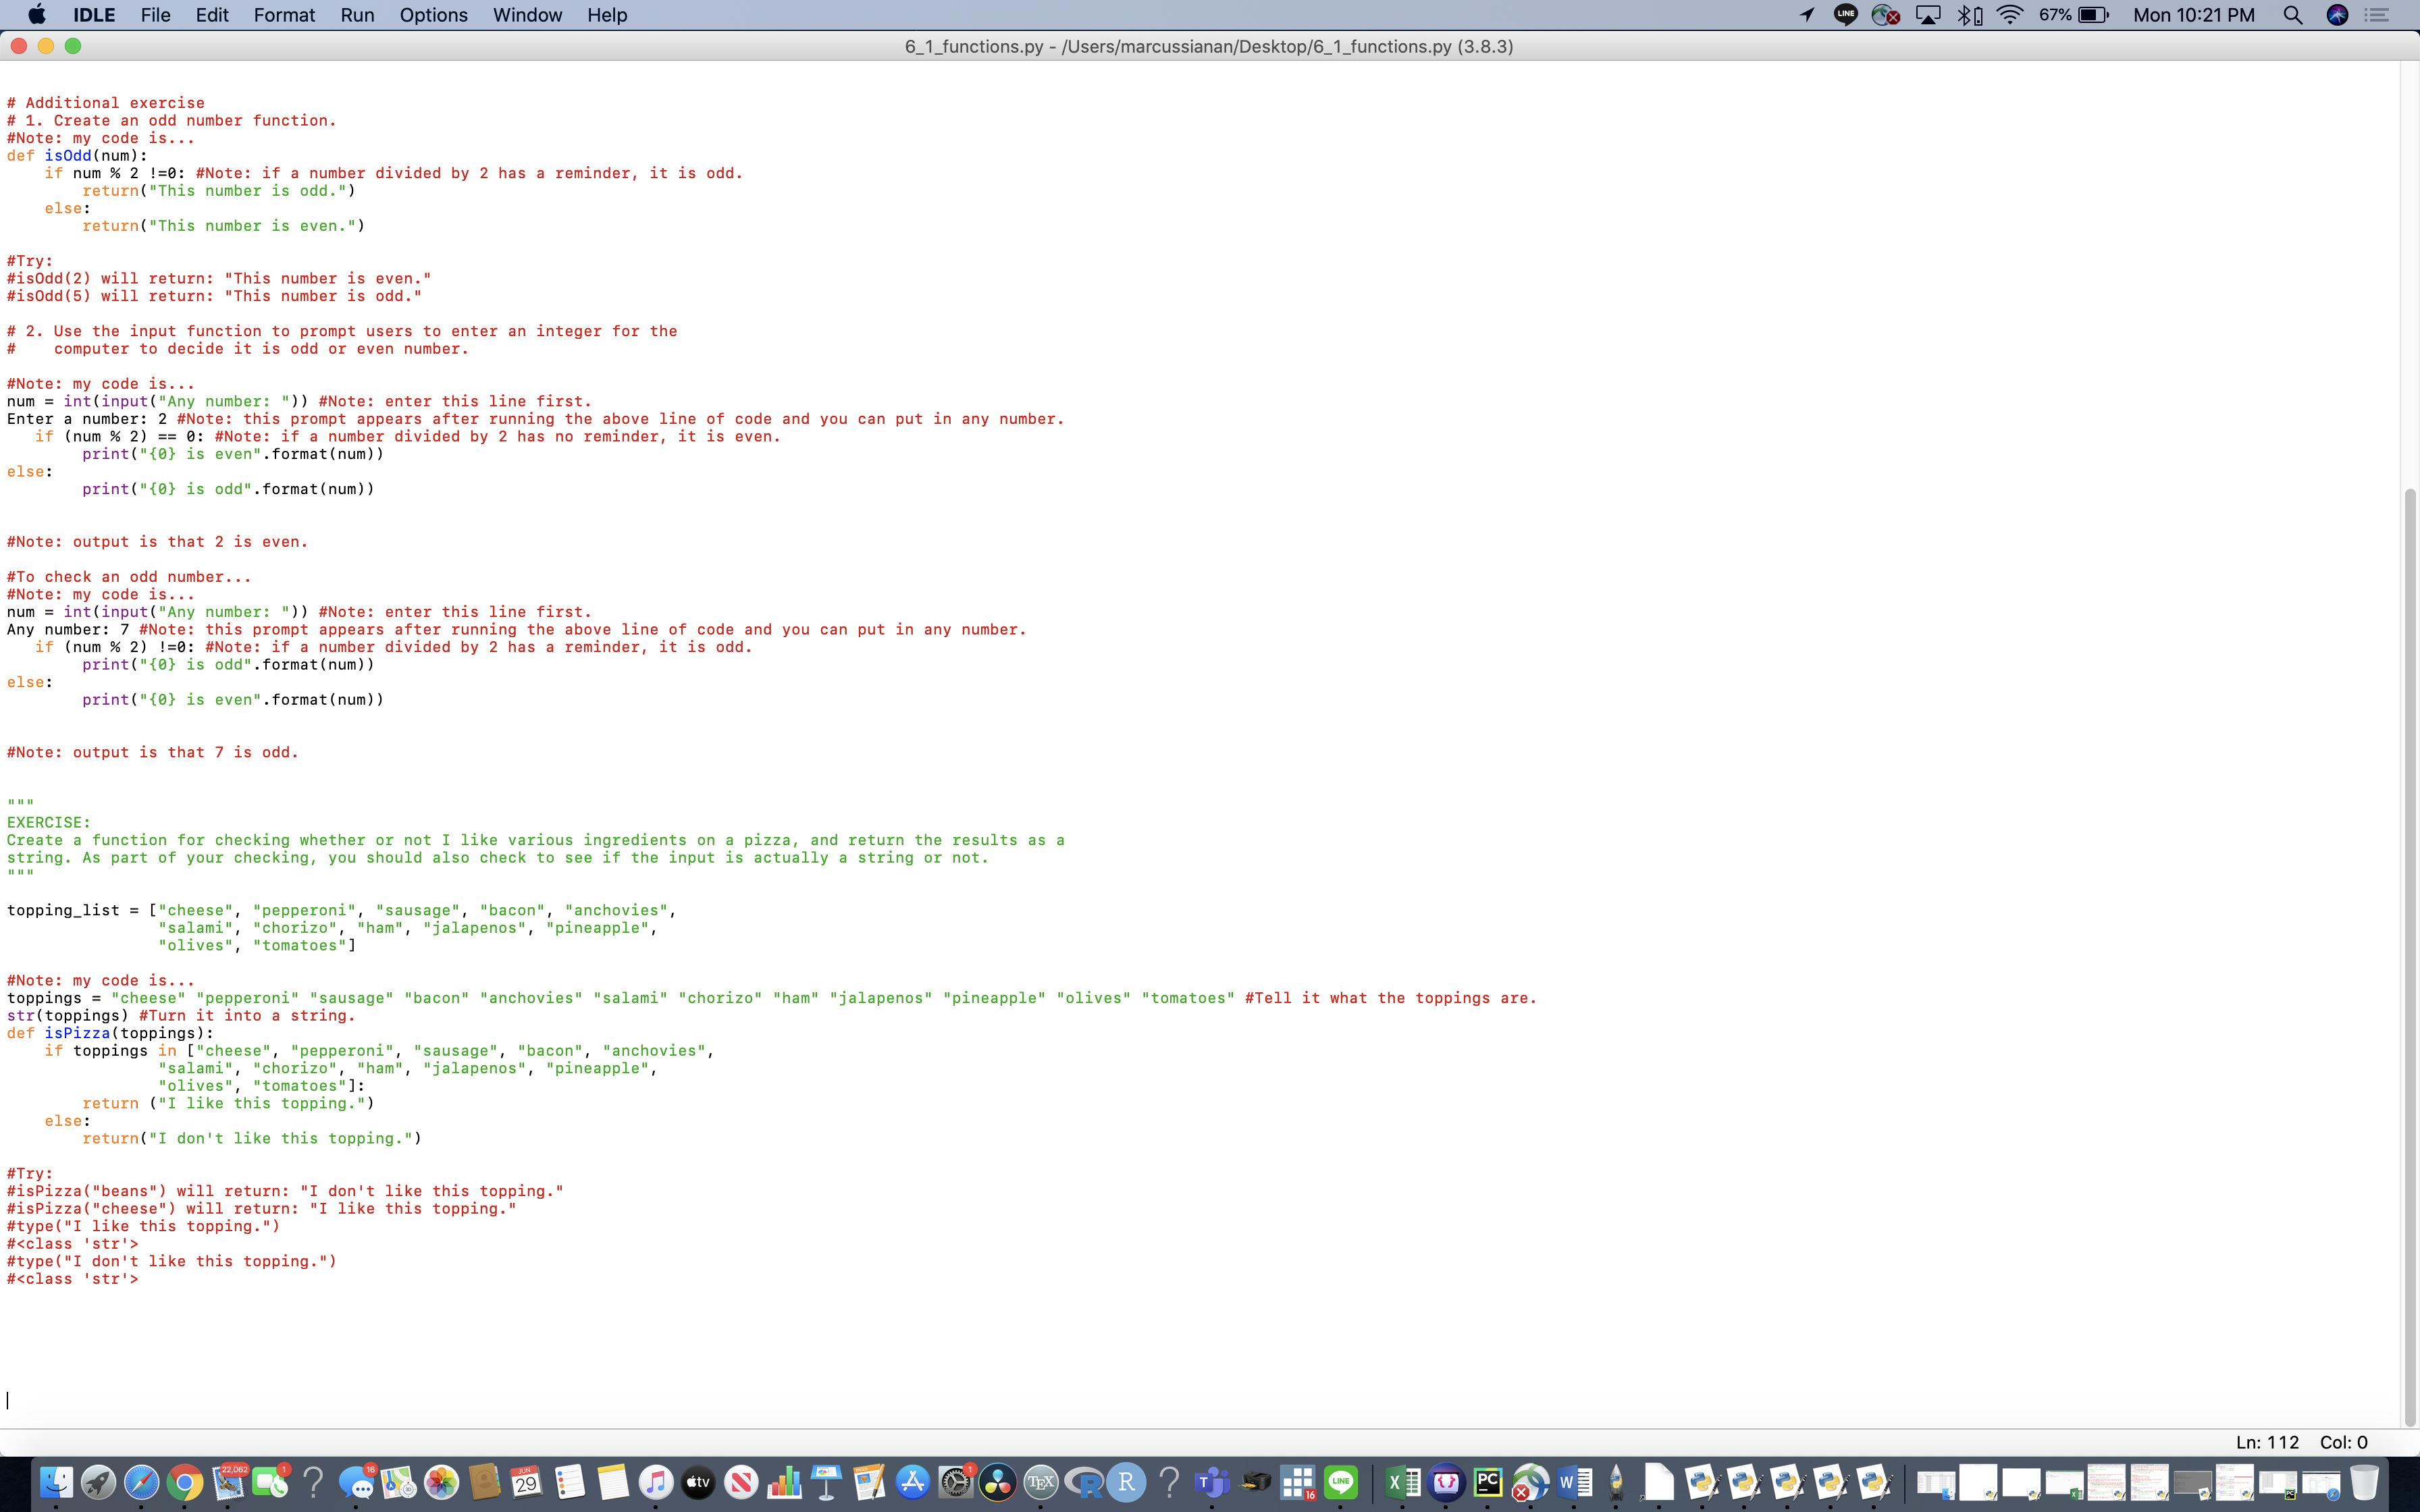 IDLE File Edit Format Run Options Window Help LINE 67% Mon 10:21 PM
6_1_functions.py - /Users/marcussianan/Desktop/6_1_functions.py (3.8.3)
# Additional exercise
# 1. Create an odd number function.
#Note: my code is...
def isOdd(num):
    if num % 2 !=0: #Note: if a number divided by 2 has a reminder, it is odd.
        return("This number is odd.")
    else:
        return("This number is even.")
#Try:
#isOdd(2) will return: "This number is even."
#isOdd(5) will return: "This number is odd."
# 2. Use the input function to prompt users to enter an integer for the
#    computer to decide it is odd or even number.
#Note: my code is...
num = int(input("Any number: ")) #Note: enter this line first.
Enter a number: 2 #Note: this prompt appears after running the above line of code and you can put in any number.
   if (num % 2) == 0: #Note: if a number divided by 2 has no reminder, it is even.
        print("{0} is even".format(num))
else:
        print("{0} is odd".format(num))
#Note: output is that 2 is even.
#To check an odd number...
#Note: my code is...
num = int(input("Any number: ")) #Note: enter this line first.
Any number: 7 #Note: this prompt appears after running the above line of code and you can put in any number.
   if (num % 2) !=0: #Note: if a number divided by 2 has a reminder, it is odd.
        print("{0} is odd".format(num))
else:
        print("{0} is even".format(num))
#Note: output is that 7 is odd.
"""
EXERCISE:
Create a function for checking whether or not I like various ingredients on a pizza, and return the results as a
string. As part of your checking, you should also check to see if the input is actually a string or not.
"""
topping_list = ["cheese", "pepperoni", "sausage", "bacon", "anchovies",
                "salami", "chorizo", "ham", "jalapenos", "pineapple",
                "olives", "tomatoes"]
#Note: my code is...
toppings = "cheese" "pepperoni" "sausage" "bacon" "anchovies" "salami" "chorizo" "ham" "jalapenos" "pineapple" "olives" "tomatoes" #Tell it what the toppings are.
str(toppings) #Turn it into a string.
def isPizza(toppings):
    if toppings in ["cheese", "pepperoni", "sausage", "bacon", "anchovies",
                "salami", "chorizo", "ham", "jalapenos", "pineapple",
                "olives", "tomatoes"]:
        return ("I like this topping.")
    else:
        return("I don't like this topping.")
#Try:
#isPizza("beans") will return: "I don't like this topping."
#isPizza("cheese") will return: "I like this topping."
#type("I like this topping.")
#<class 'str'>
#type("I don't like this topping.")
#<class 'str'>
Ln: 112 Col: 0
22,062 1 16 JUN 29 tv 1 TEX R R T 16 LINE X PC W